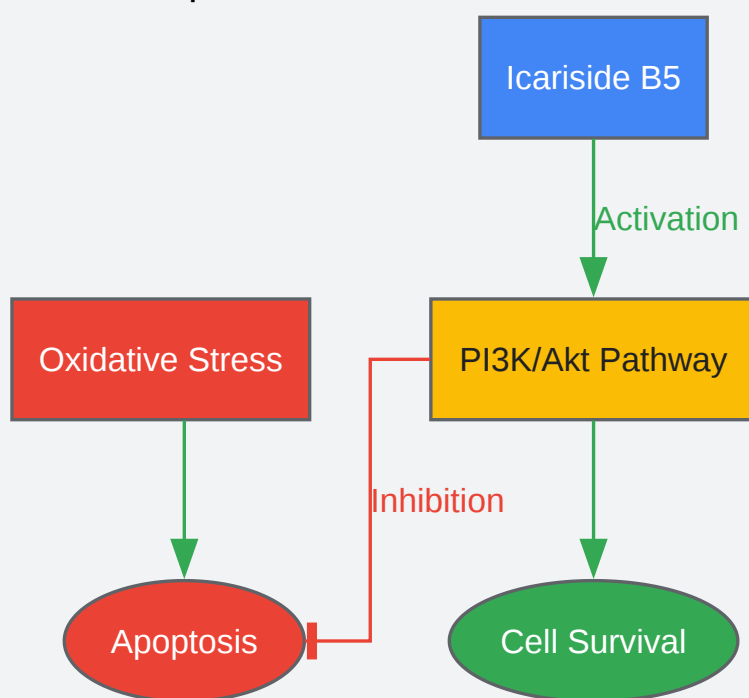 Icariside B5
Activation
Oxidative Stress
PI3K/Akt Pathway
Inhibition
Apoptosis
Cell Survival